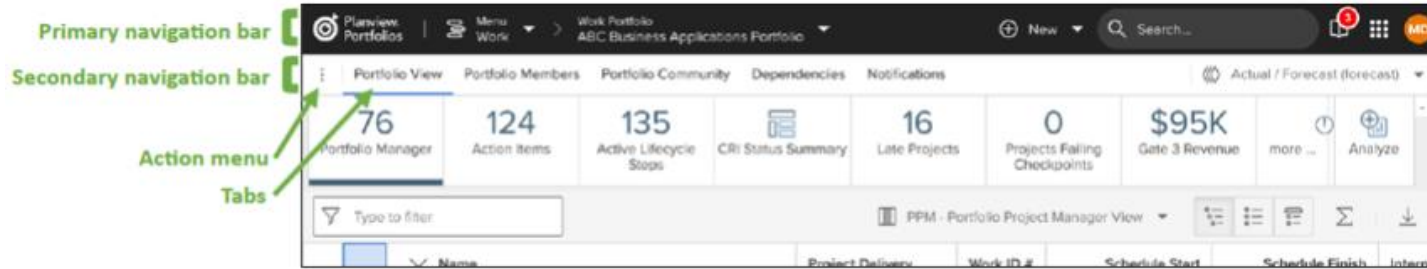 Primary navigation bar
Secondary navigation bar
Action menu
Tabs
Planview
Portfolios
Menu
Work
Work Portfolio
ABC Business Applications Portfolio
New
Search...
3
MD
Portfolio View Portfolio Members Portfolio Community Dependencies Notifications
Actual / Forecast (forecast)
76
Portfolio Manager
124
Action Items
135
Active Lifecycle
Steps
CRI Status Summary
16
Late Projects
0
Projects Failing
Checkpoints
$95K
Gate 3 Revenue
more ...
Analyze
Type to filter
PPM - Portfolio Project Manager View
Name Project Delivery Work ID # Schedule Start Schedule Finish